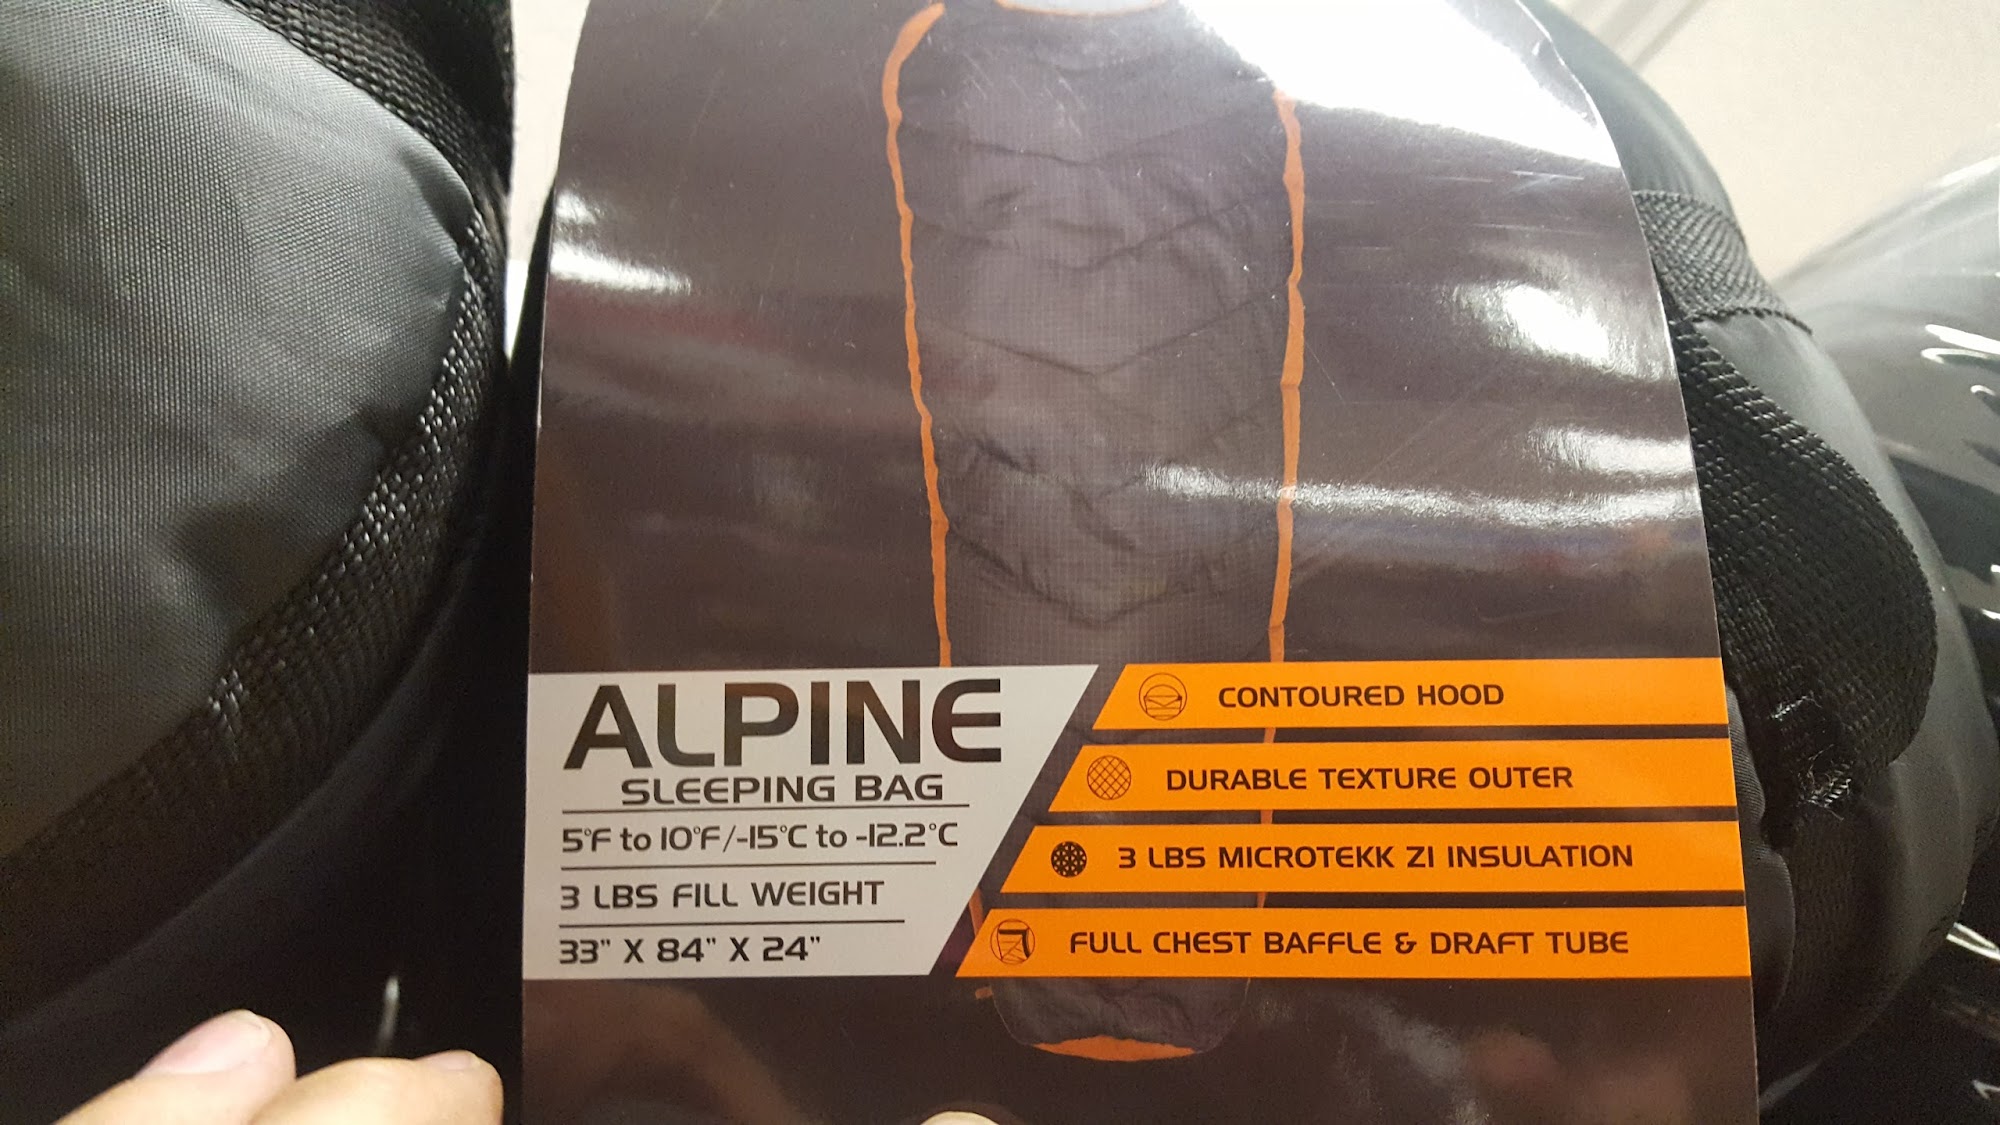 ALPINE
SLEEPING BAG
5°F to 10°F/-15°C to -12.2°C
3 LBS FILL WEIGHT
33" X 84" X 24"
CONTOURED HOOD
DURABLE TEXTURE OUTER
3 LBS MICROTEKK ZI INSULATION
FULL CHEST BAFFLE & DRAFT TUBE